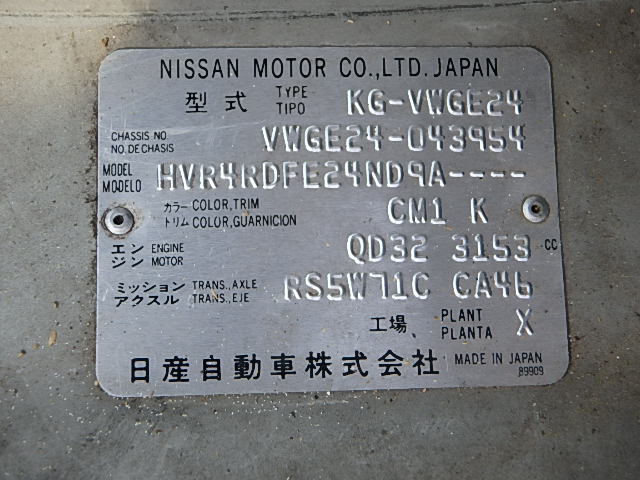 NISSAN MOTOR CO.,LTD. JAPAN
型式 TYPE TIPO KG-VWGE24
CHASSIS NO. NO. DE CHASIS VWGE24-043954
MODEL MODELO HVR4RDFE24ND9A----
カラー COLOR,TRIM
トリム COLOR,GUARNICION CM1 K
エンジン ENGINE MOTOR QD32 3153 CC
ミッション TRANS.,AXLE
アクスル TRANS.,EJE RS5W71C CA46
工場、 PLANT PLANTA X
日産自動車株式会社 MADE IN JAPAN
89909